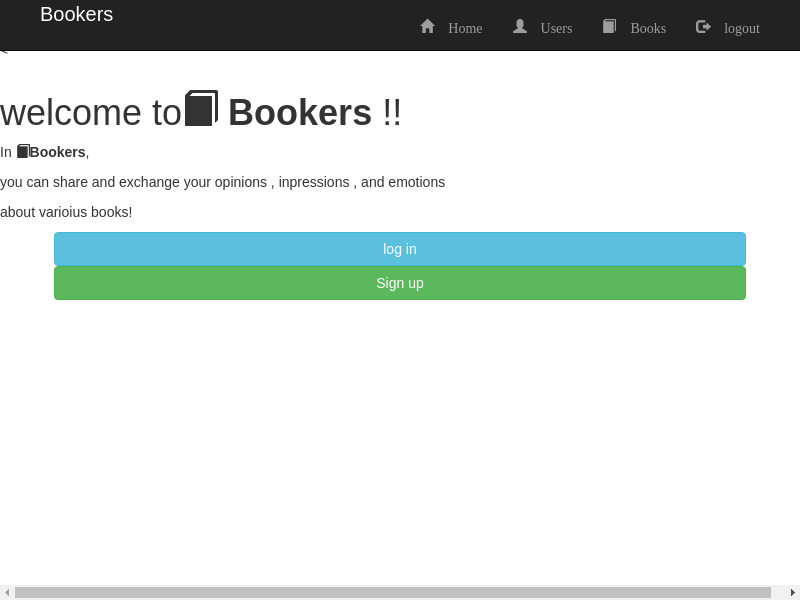 Bookers
Home Users Books logout
<
welcome to Bookers !!
In Bookers,
you can share and exchange your opinions , inpressions , and emotions
about varioius books!
log in
Sign up